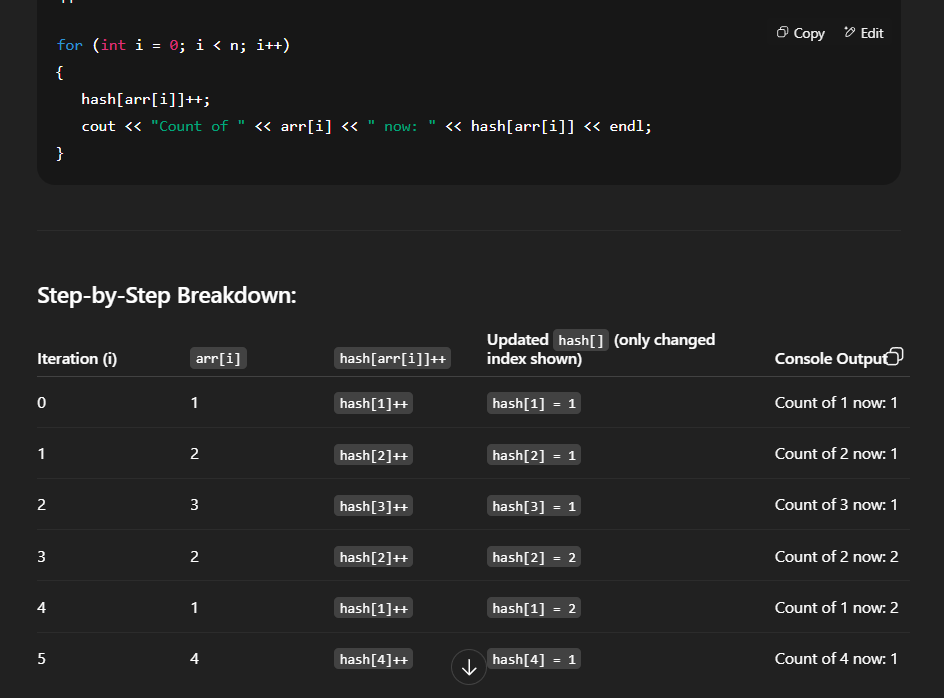 for (int i = 0; i < n; i++)
Copy Edit
{
hash[arr[i]]++;
cout << "Count of " << arr[i] << " now: " << hash[arr[i]] << endl;
}
Step-by-Step Breakdown:
Iteration (i) arr[i] hash[arr[i]]++ Updated hash[] (only changed index shown) Console Output
0 1 hash[1]++ hash[1] = 1 Count of 1 now: 1
1 2 hash[2]++ hash[2] = 1 Count of 2 now: 1
2 3 hash[3]++ hash[3] = 1 Count of 3 now: 1
3 2 hash[2]++ hash[2] = 2 Count of 2 now: 2
4 1 hash[1]++ hash[1] = 2 Count of 1 now: 2
5 4 hash[4]++ hash[4] = 1 Count of 4 now: 1